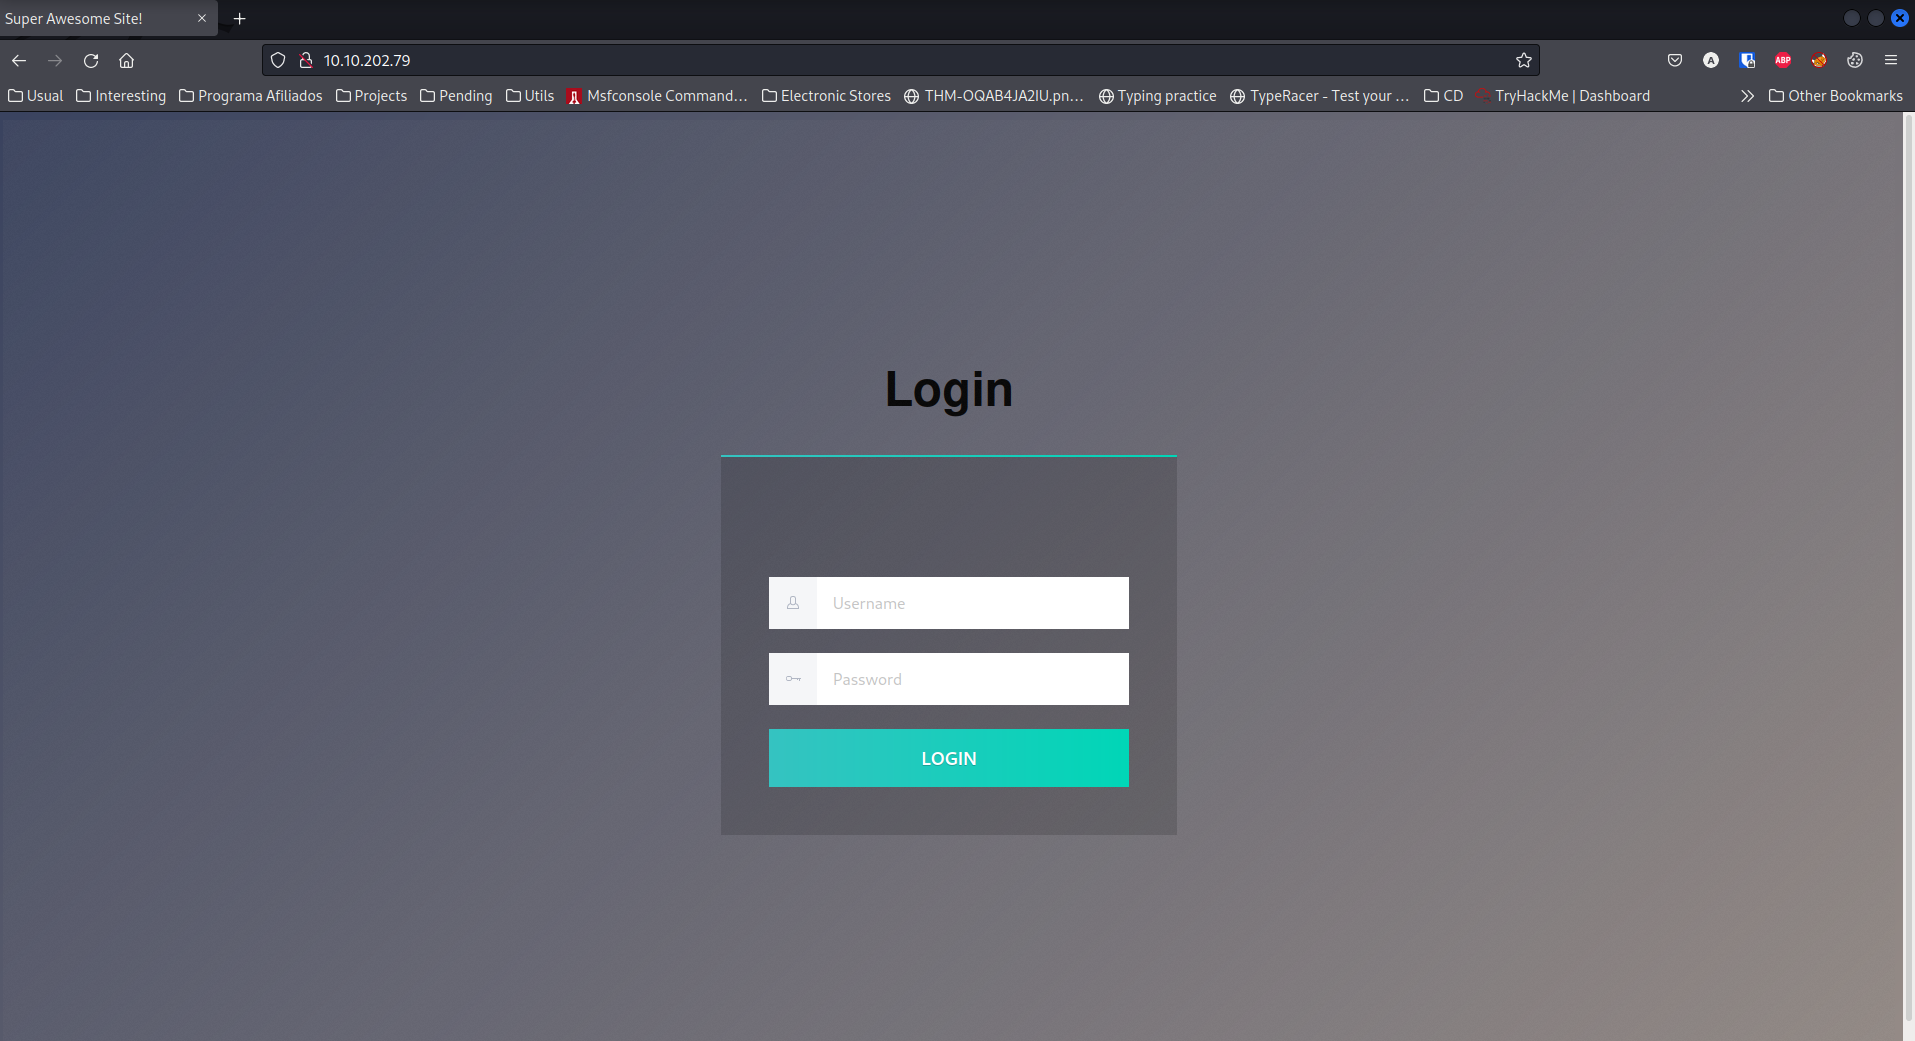 Super Awesome Site!
10.10.202.79
A ABP
Usual Interesting Programa Afiliados Projects Pending Utils Msfconsole Command... Electronic Stores THM-OQAB4JA2IU.pn... Typing practice TypeRacer - Test your ... CD TryHackMe | Dashboard Other Bookmarks
Login
Username
Password
LOGIN